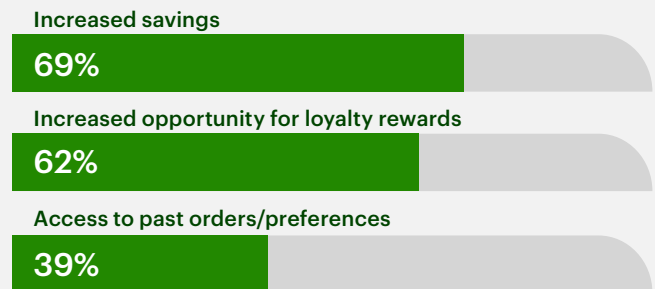 Increased savings
69%
Increased opportunity for loyalty rewards
62%
Access to past orders/preferences
39%